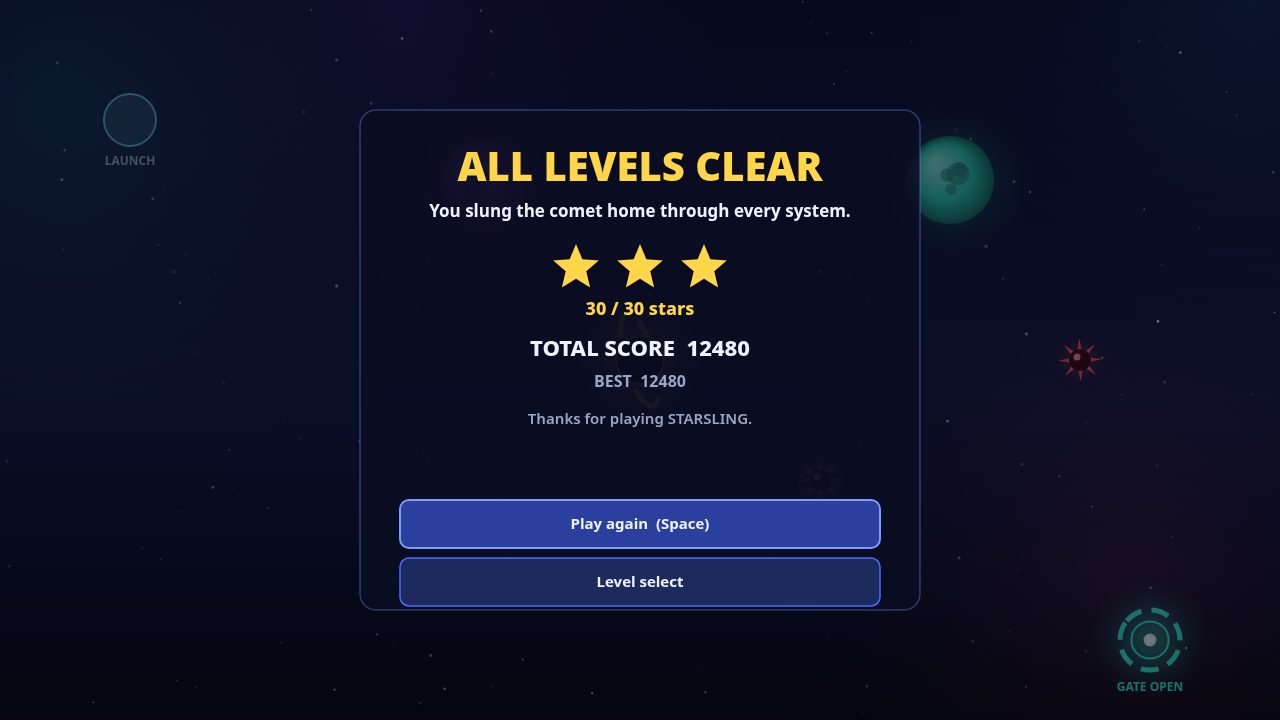 LAUNCH
ALL LEVELS CLEAR
You slung the comet home through every system.
30 / 30 stars
TOTAL SCORE 12480
BEST 12480
Thanks for playing STARSLING.
Play again (Space)
Level select
GATE OPEN